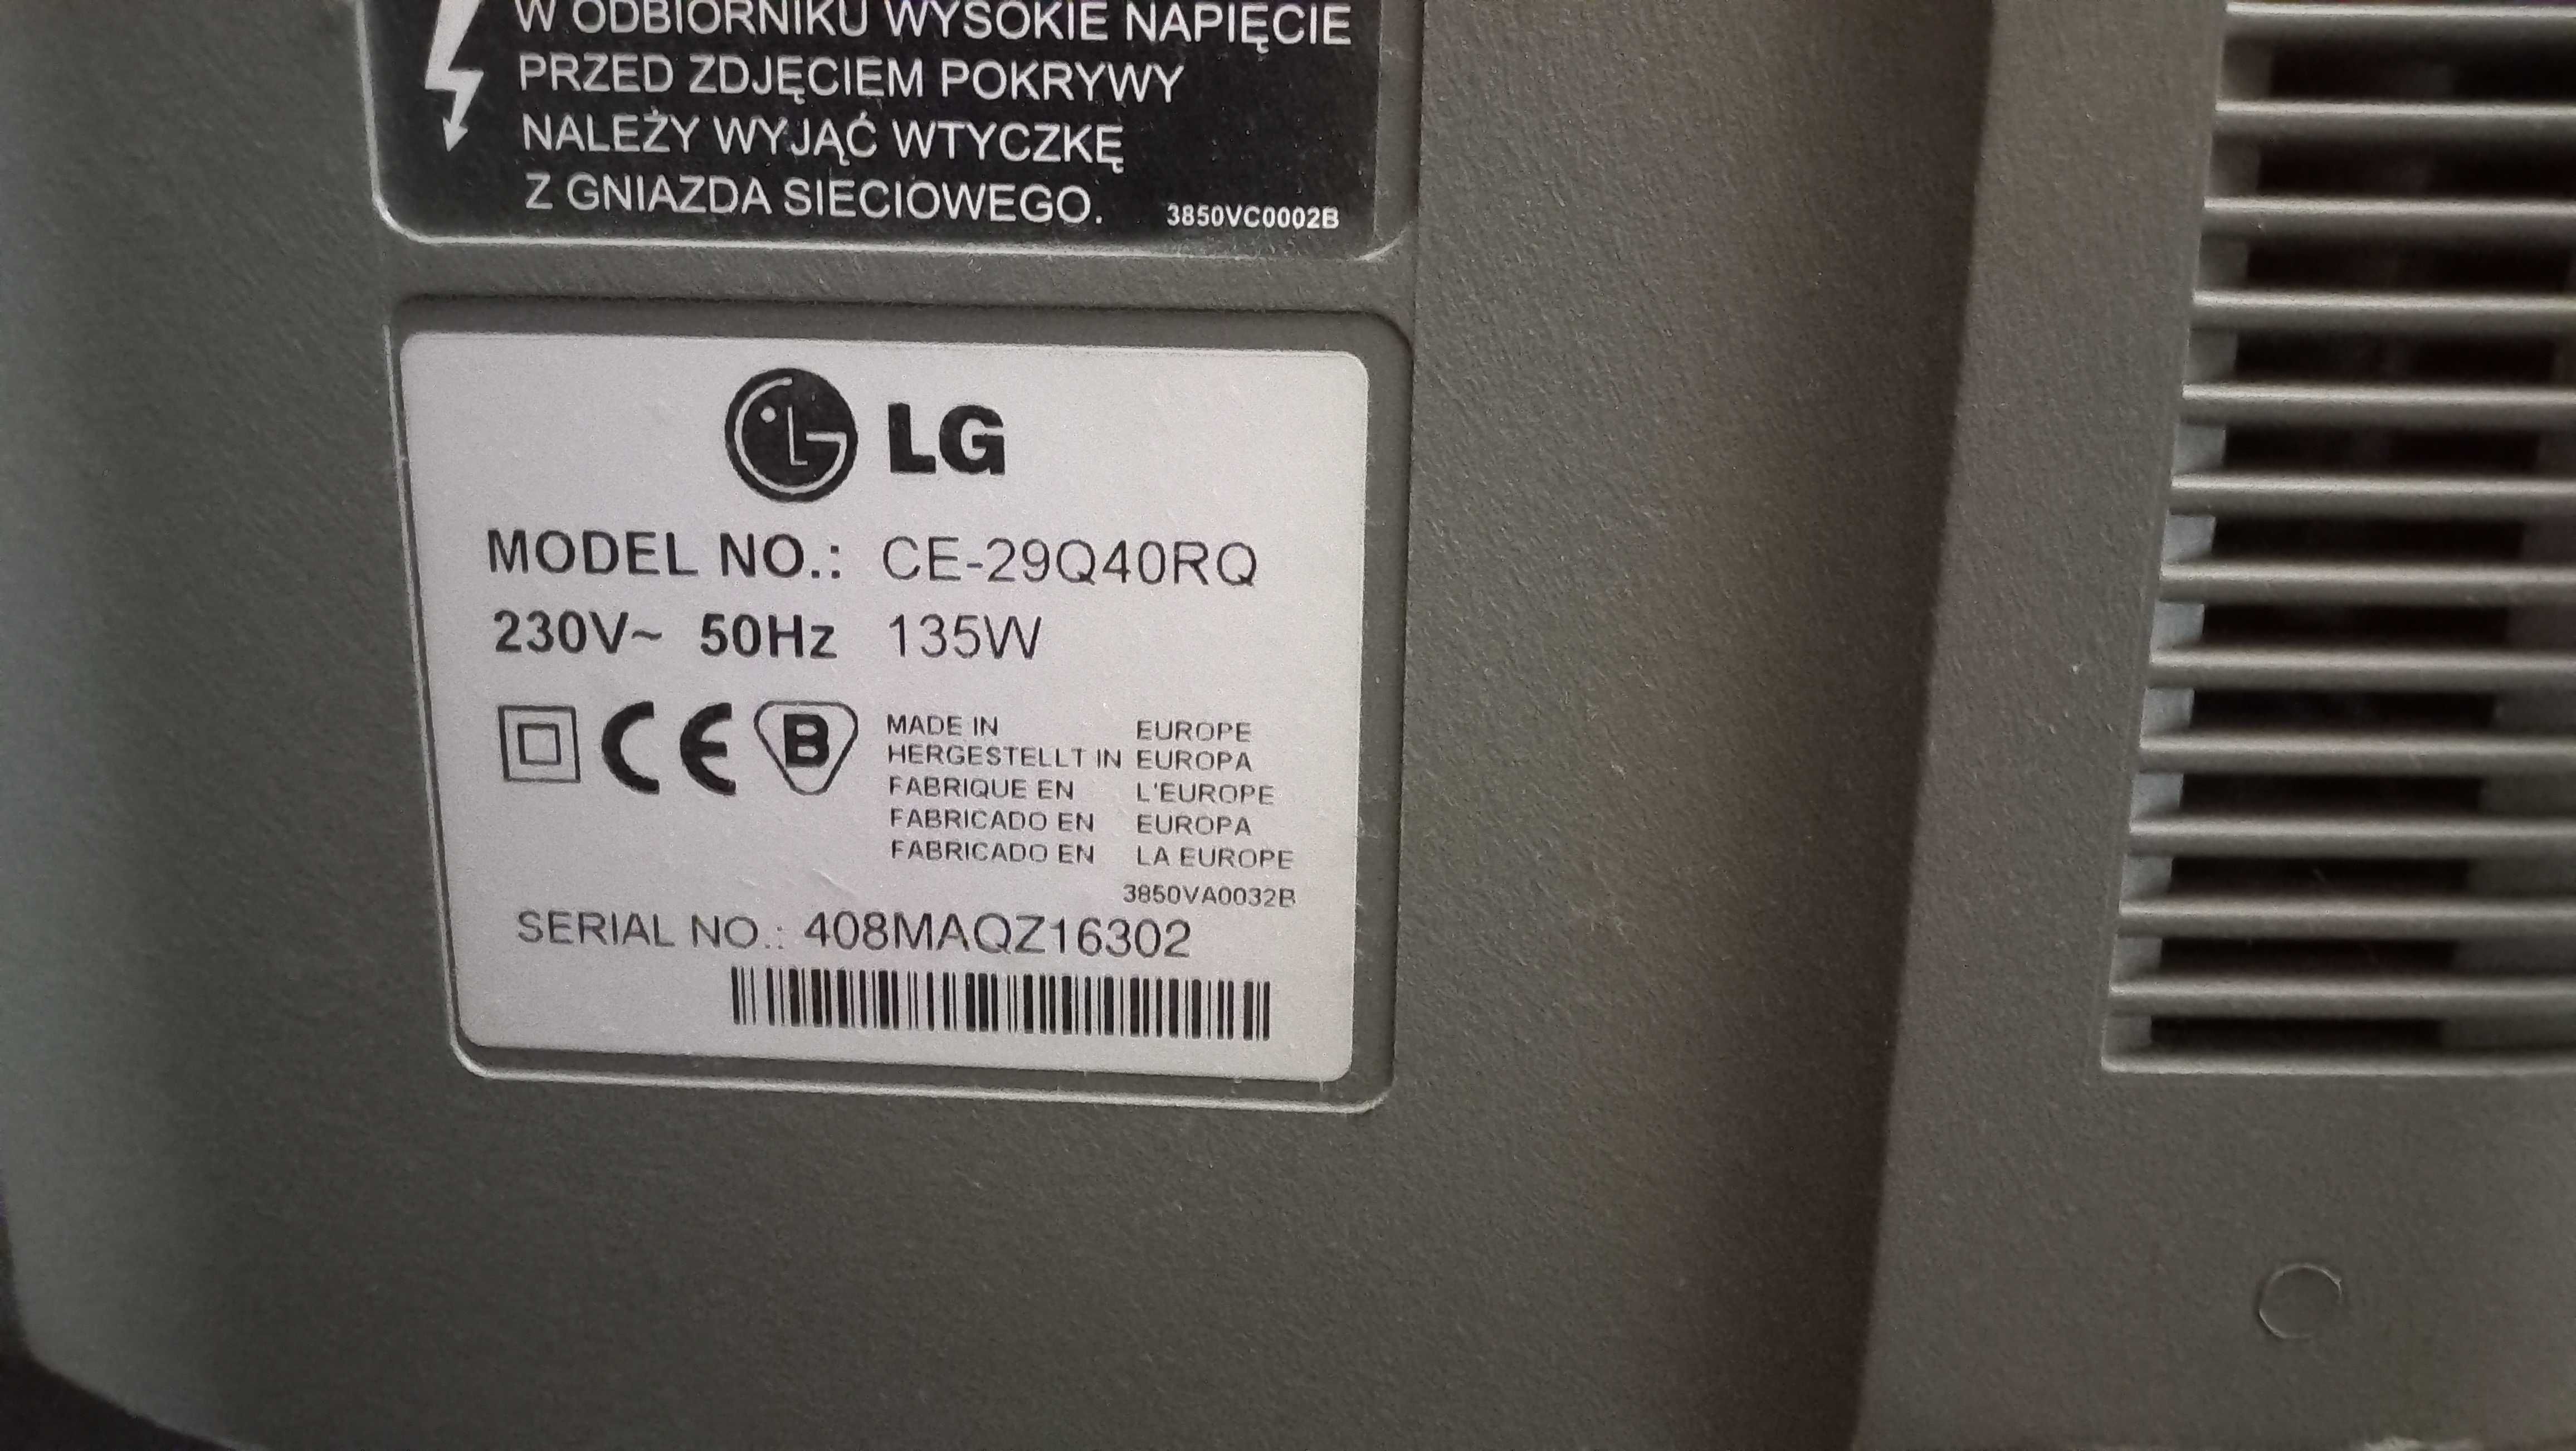 W ODBIORNIKU WYSOKIE NAPIĘCIE
PRZED ZDJĘCIEM POKRYWY
NALEŻY WYJĄĆ WTYCZKĘ
Z GNIAZDA SIECIOWEGO.
3850VC0002B
LG
MODEL NO.: CE-29Q40RQ
230V~ 50Hz 135W
CE B
MADE IN EUROPE
HERGESTELLT IN EUROPA
FABRIQUE EN L'EUROPE
FABRICADO EN EUROPA
FABRICADO EN LA EUROPE
3850VA0032B
SERIAL NO.: 408MAQZ16302